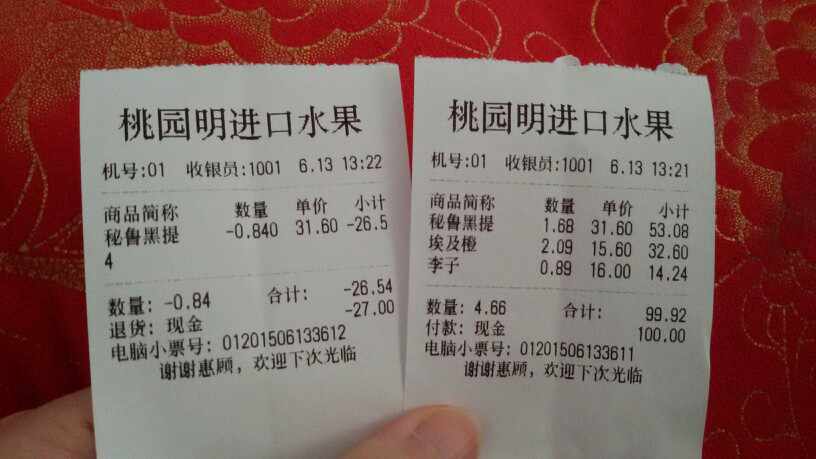 桃园明进口水果
机号:01 收银员:1001 6.13 13:22
商品简称 数量 单价 小计
秘鲁黑提 -0.840 31.60 -26.5
4
数量: -0.84 合计: -26.54
退货: 现金 -27.00
电脑小票号: 01201506133612
谢谢惠顾，欢迎下次光临
桃园明进口水果
机号:01 收银员:1001 6.13 13:21
商品简称 数量 单价 小计
秘鲁黑提 1.68 31.60 53.08
埃及橙 2.09 15.60 32.60
李子 0.89 16.00 14.24
数量: 4.66 合计: 99.92
付款: 现金 100.00
电脑小票号: 01201506133611
谢谢惠顾，欢迎下次光临